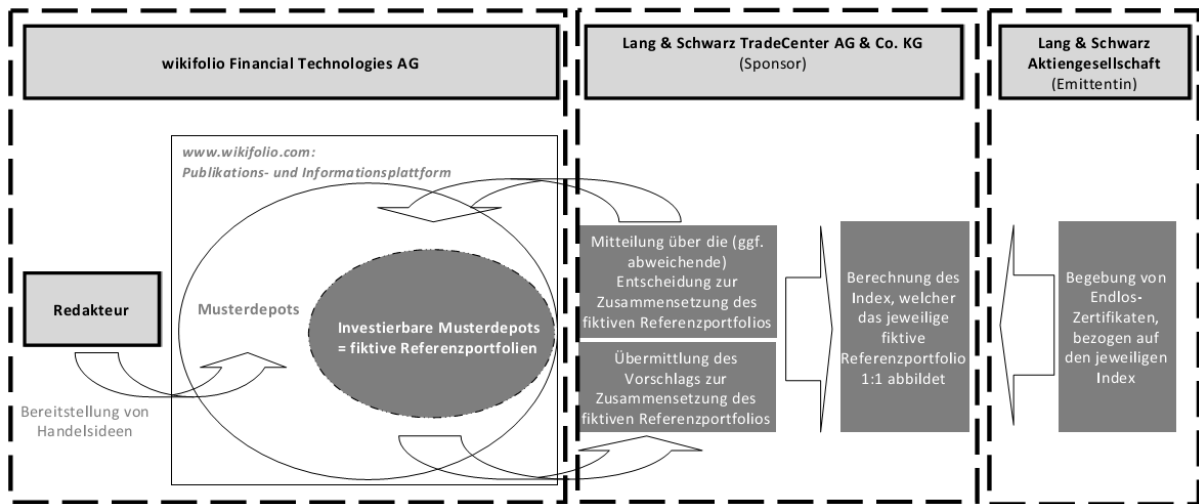 wikifolio Financial Technologies AG
Lang & Schwarz TradeCenter AG & Co. KG
(Sponsor)
Lang & Schwarz
Aktiengesellschaft
(Emittentin)
www.wikifolio.com:
Publikations- und Informationsplattform
Redakteur
Bereitstellung von
Handelsideen
Musterdepots
Investierbare Musterdepots
= fiktive Referenzportfolien
Mitteilung über die (ggf.
abweichende)
Entscheidung zur
Zusammensetzung des
fiktiven Referenzportfolios
Übermittlung des
Vorschlags zur
Zusammensetzung des
fiktiven Referenzportfolios
Berechnung des
Index, welcher
das jeweilige
fiktive
Referenzportfolio
1:1 abbildet
Begebung von
Endlos-
Zertifikaten,
bezogen auf
den jeweiligen
Index